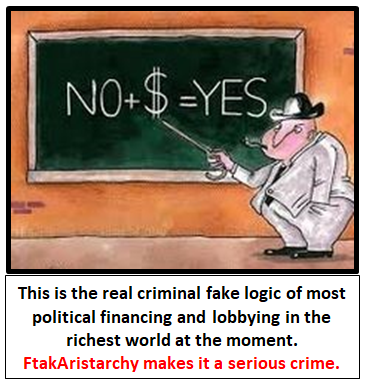 NO+$=YES
This is the real criminal fake logic of most
political financing and lobbying in the
richest world at the moment.
FtakAristarchy makes it a serious crime.